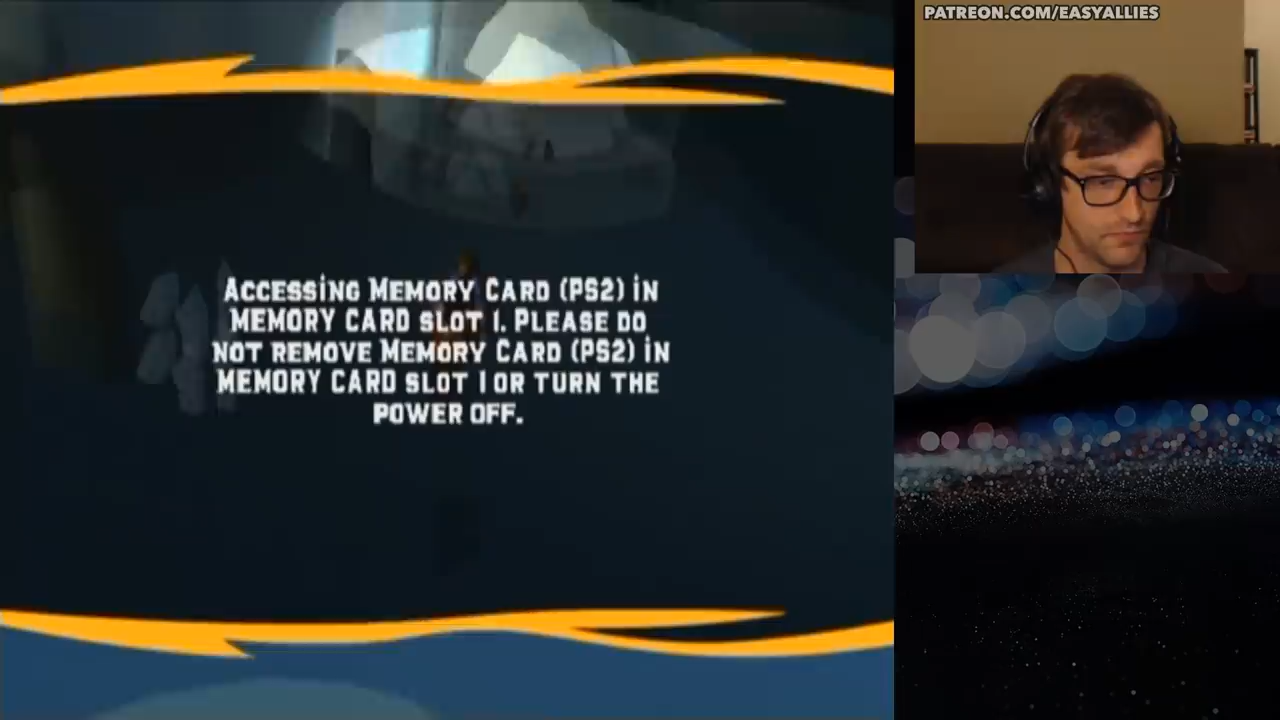 PATREON.COM/EASYALLIES
Accessing Memory Card (PS2) in
MEMORY CARD slot 1. Please do
not remove Memory Card (PS2) in
MEMORY CARD slot 1 or turn the
power off.